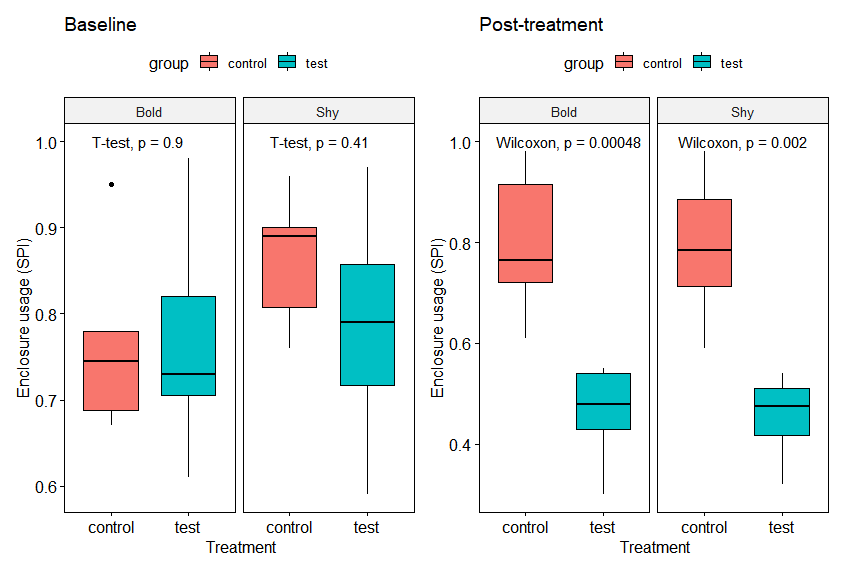 Baseline
group control test
Bold Shy
T-test, p = 0.9 T-test, p = 0.41
1.0
0.9
0.8
0.7
0.6
Enclosure usage (SPI)
control test control test
Treatment
Post-treatment
group control test
Bold Shy
Wilcoxon, p = 0.00048 Wilcoxon, p = 0.002
1.0
0.8
0.6
0.4
Enclosure usage (SPI)
control test control test
Treatment